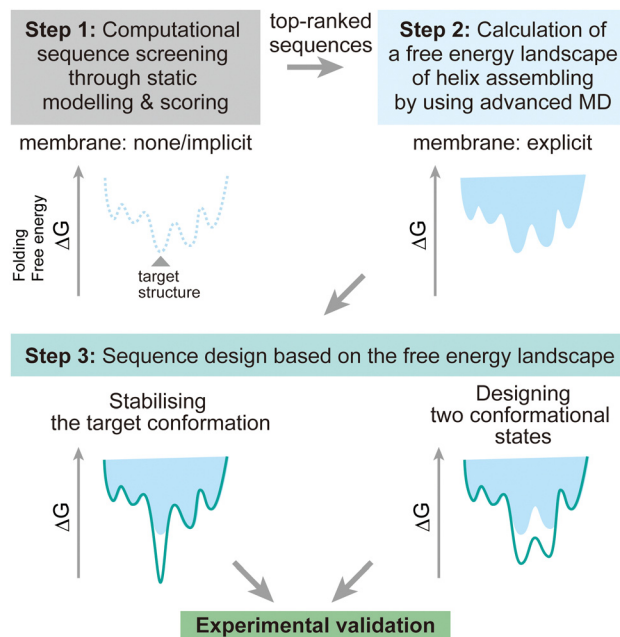 Step 1: Computational
sequence screening
through static
modelling & scoring
top-ranked
sequences
Step 2: Calculation of
a free energy landscape
of helix assembling
by using advanced MD
membrane: none/implicit
membrane: explicit
Folding
Free energy
ΔG
target
structure
ΔG
Step 3: Sequence design based on the free energy landscape
Stabilising
the target conformation
Designing
two conformational
states
ΔG
ΔG
Experimental validation